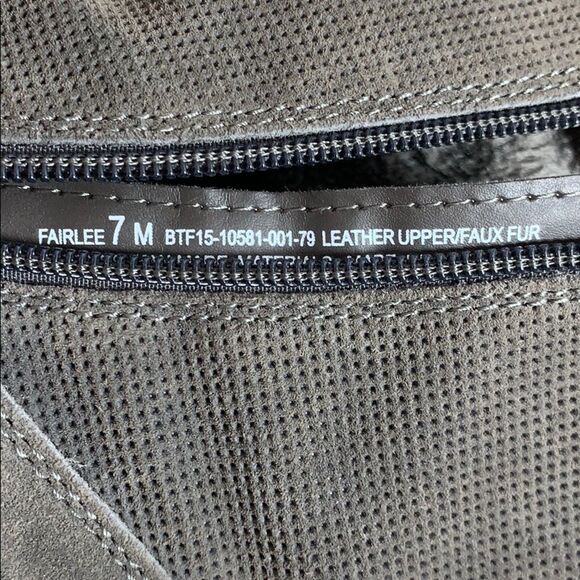 FAIRLEE 7 M BTF15-10581-001-79 LEATHER UPPER/FAUX FUR